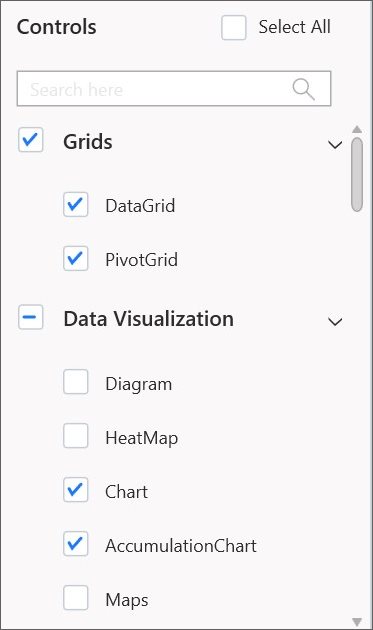 Controls Select All
Search here
Grids
DataGrid
PivotGrid
Data Visualization
Diagram
HeatMap
Chart
AccumulationChart
Maps